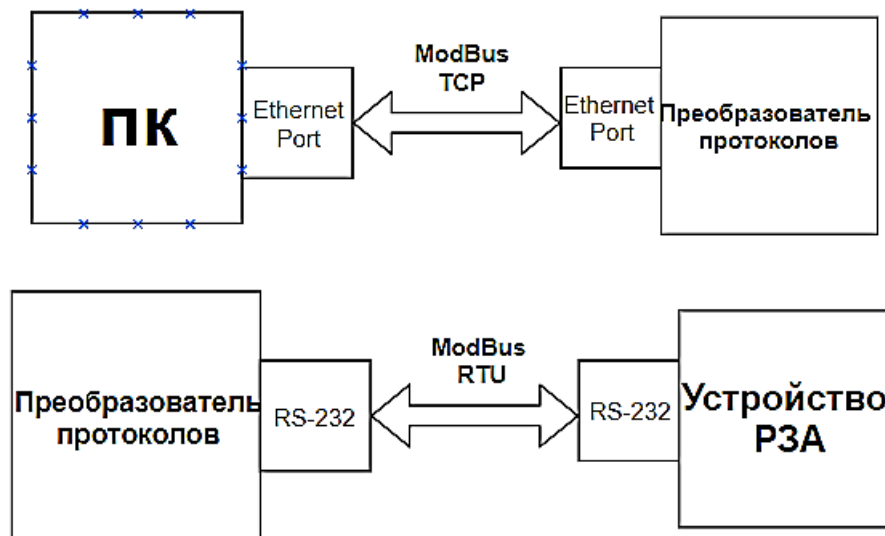 ПК
Ethernet
Port
ModBus
TCP
Ethernet
Port
Преобразователь
протоколов
Преобразователь
протоколов
RS-232
ModBus
RTU
RS-232
Устройство
РЗА